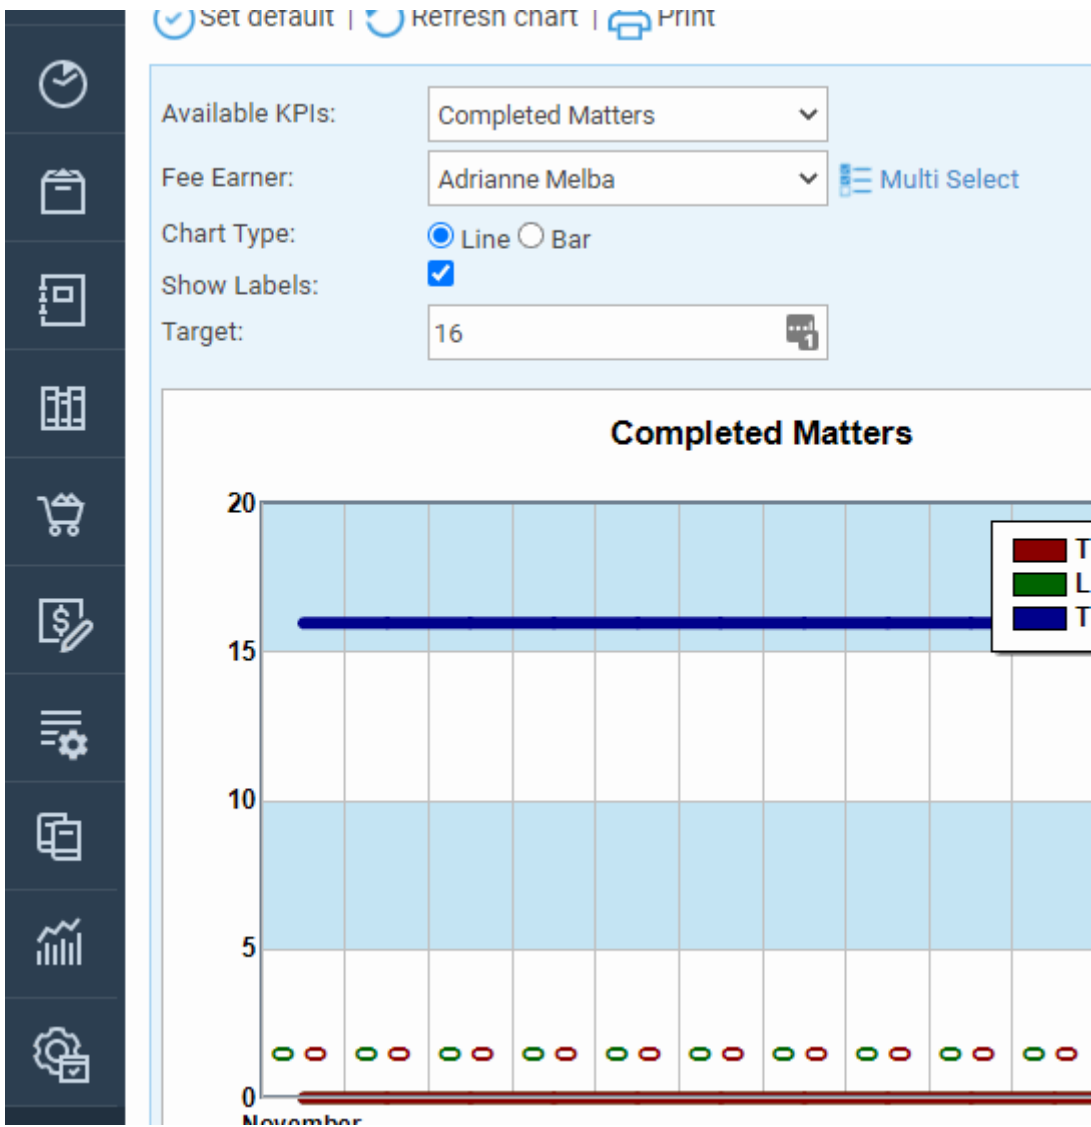 Set default | Refresh chart | Print
Available KPIs: Completed Matters
Fee Earner: Adrianne Melba Multi Select
Chart Type: Line Bar
Show Labels:
Target: 16
Completed Matters
20
T
L
T
15
10
5
0 0 0 0 0 0 0 0 0 0 0 0 0 0 0 0 0 0 0 0
0
November